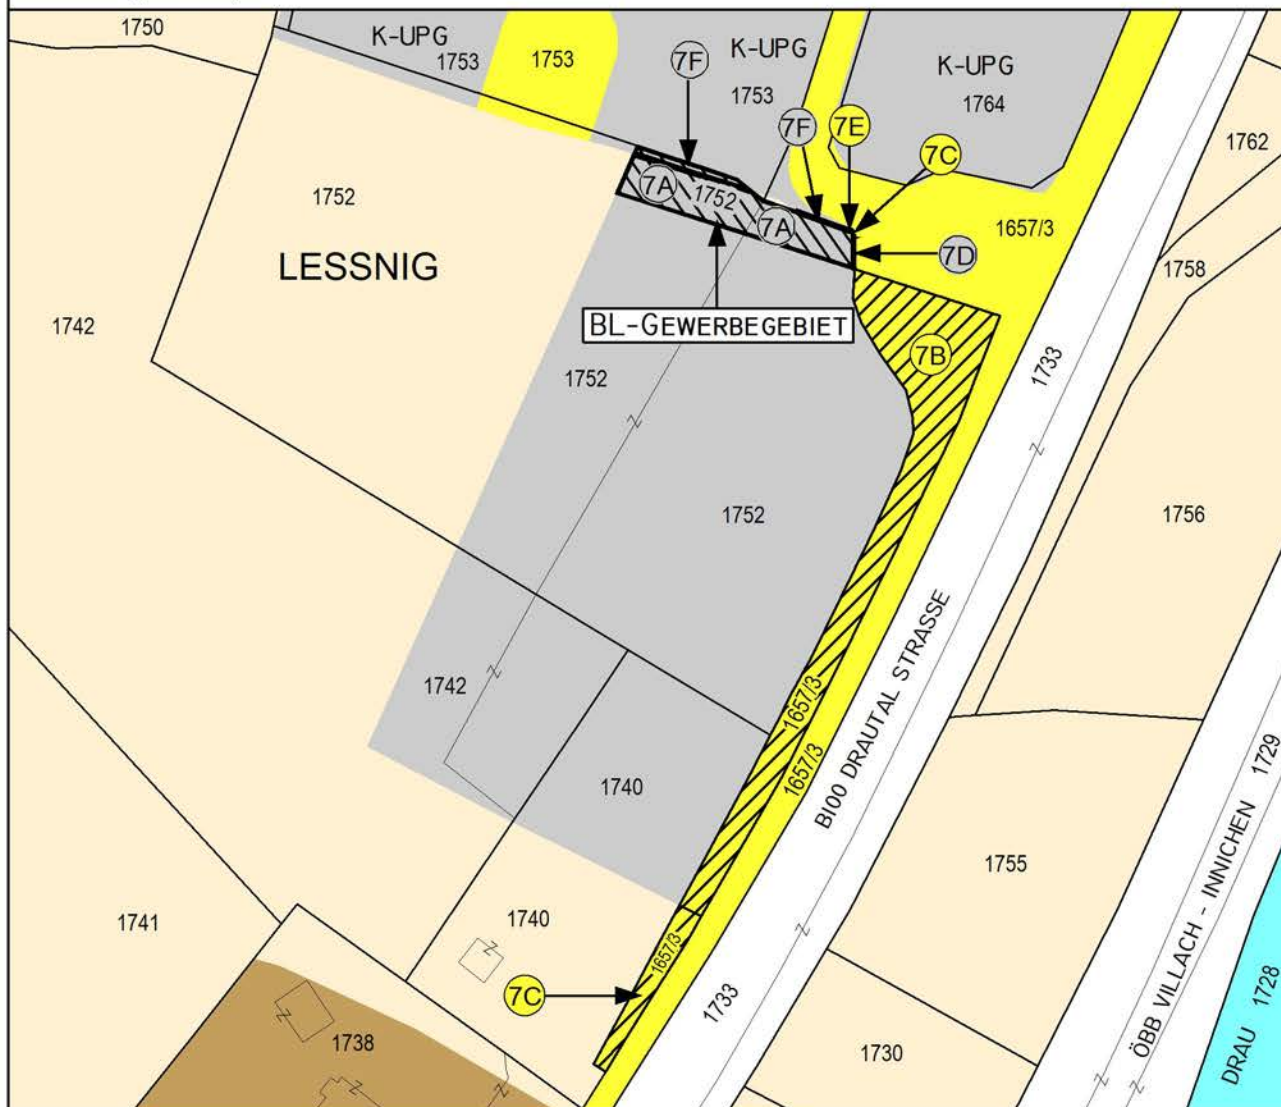 1750
K-UPG
1753
1753
7F
K-UPG
1753
K-UPG
1764
7F
7E
7C
1762
1752
7A
1752
7A
1657/3
7D
1758
LESSNIG
1742
BL-GEWERBEGEBIET
7B
1733
1752
1752
1756
1742
1740
1657/3
1657/3
B100 DRAUTAL STRASSE
1729
1755
1741
1740
1657/3
7C
1733
1738
1730
ÖBB VILLACH - INNICHEN
1728
DRAU